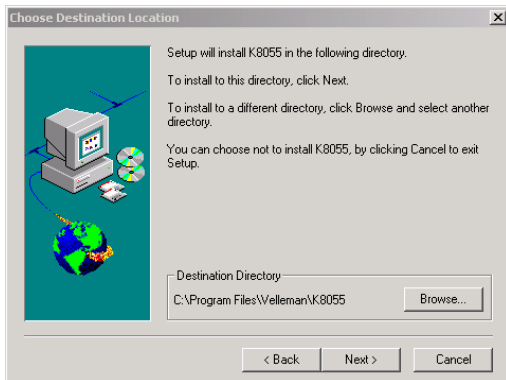 Choose Destination Location
Setup will install K8055 in the following directory.
To install to this directory, click Next.
To install to a different directory, click Browse and select another
directory.
You can choose not to install K8055, by clicking Cancel to exit
Setup.
Destination Directory
C:\Program Files\Velleman\K8055
Browse...
< Back
Next >
Cancel